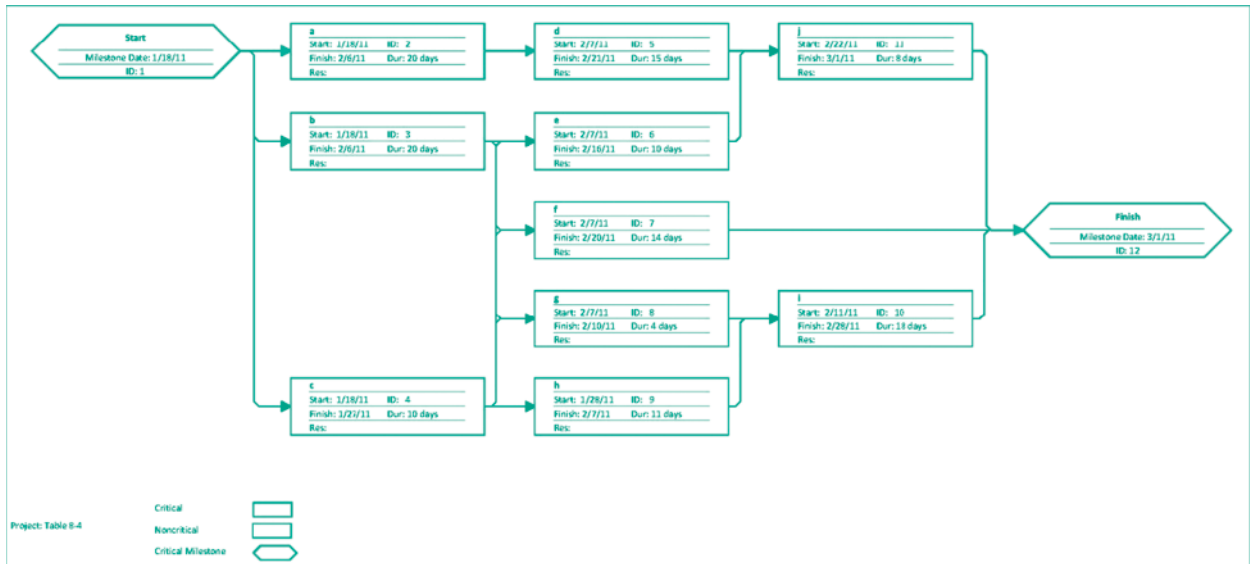 Start
Milestone Date: 1/18/11
ID: 1
a
Start: 1/18/11 ID: 2
Finish: 2/6/11 Dur: 20 days
Res:
d
Start: 2/7/11 ID: 5
Finish: 2/21/11 Dur: 15 days
Res:
j
Start: 2/22/11 ID: 11
Finish: 3/1/11 Dur: 8 days
Res:
b
Start: 1/18/11 ID: 3
Finish: 2/6/11 Dur: 20 days
Res:
e
Start: 2/7/11 ID: 6
Finish: 2/16/11 Dur: 10 days
Res:
f
Start: 2/7/11 ID: 7
Finish: 2/20/11 Dur: 14 days
Res:
Finish
Milestone Date: 3/1/11
ID: 12
g
Start: 2/7/11 ID: 8
Finish: 2/10/11 Dur: 4 days
Res:
i
Start: 2/11/11 ID: 10
Finish: 2/28/11 Dur: 18 days
Res:
c
Start: 1/18/11 ID: 4
Finish: 1/27/11 Dur: 10 days
Res:
h
Start: 1/28/11 ID: 9
Finish: 2/7/11 Dur: 11 days
Res:
Project: Table 8-4
Critical
Noncritical
Critical Milestone